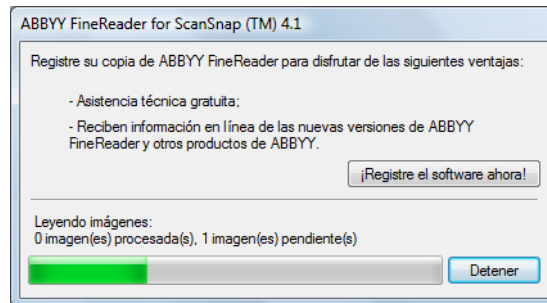 ABBYY FineReader for ScanSnap (TM) 4.1
Registre su copia de ABBYY FineReader para disfrutar de las siguientes ventajas:
- Asistencia técnica gratuita;
- Reciben información en línea de las nuevas versiones de ABBYY
FineReader y otros productos de ABBYY.
¡Registre el software ahora!
Leyendo imágenes:
0 imagen(es) procesada(s), 1 imagen(es) pendiente(s)
Detener